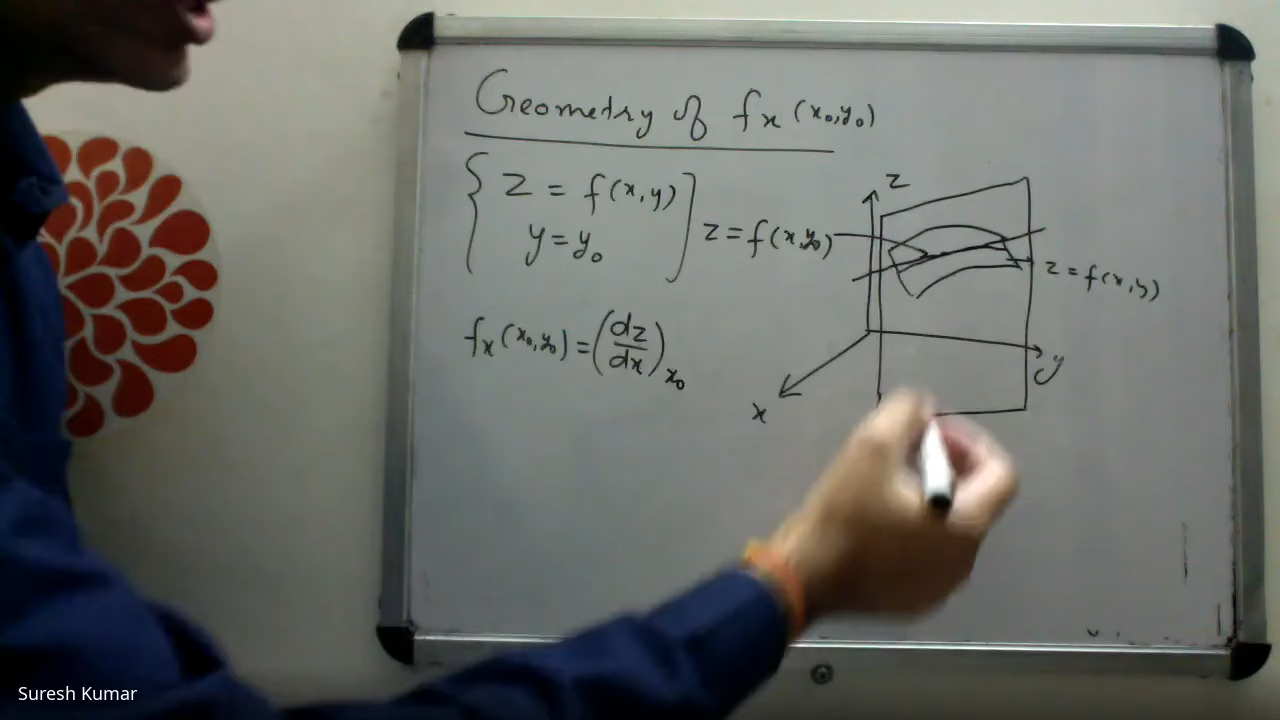 Geometry of fx (x₀,y₀)
z = f(x,y)
y = y₀
z = f(x,y₀)
fx (x₀,y₀) = (dz/dx)x₀
z
z = f(x,y)
y
x
Suresh Kumar